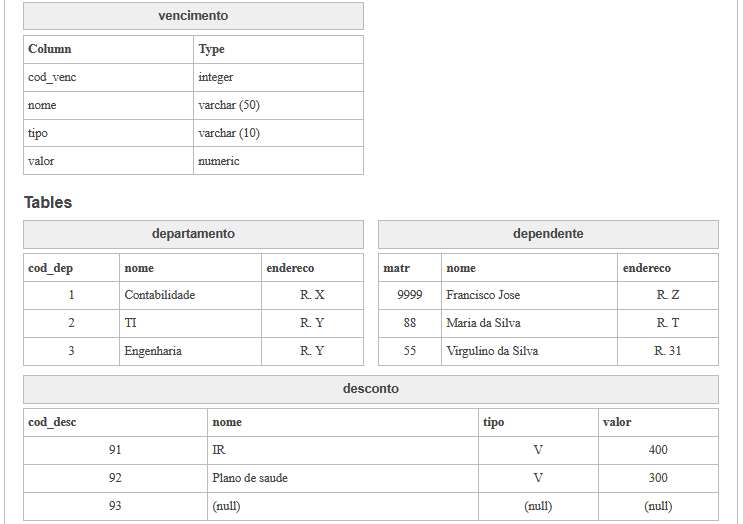 vencimento
Column Type
cod_venc integer
nome varchar (50)
tipo varchar (10)
valor numeric
Tables
departamento
cod_dep nome endereco
1 Contabilidade R. X
2 TI R. Y
3 Engenharia R. Y
dependente
matr nome endereco
9999 Francisco Jose R. Z
88 Maria da Silva R. T
55 Virgulino da Silva R. 31
desconto
cod_desc nome tipo valor
91 IR V 400
92 Plano de saude V 300
93 (null) (null) (null)